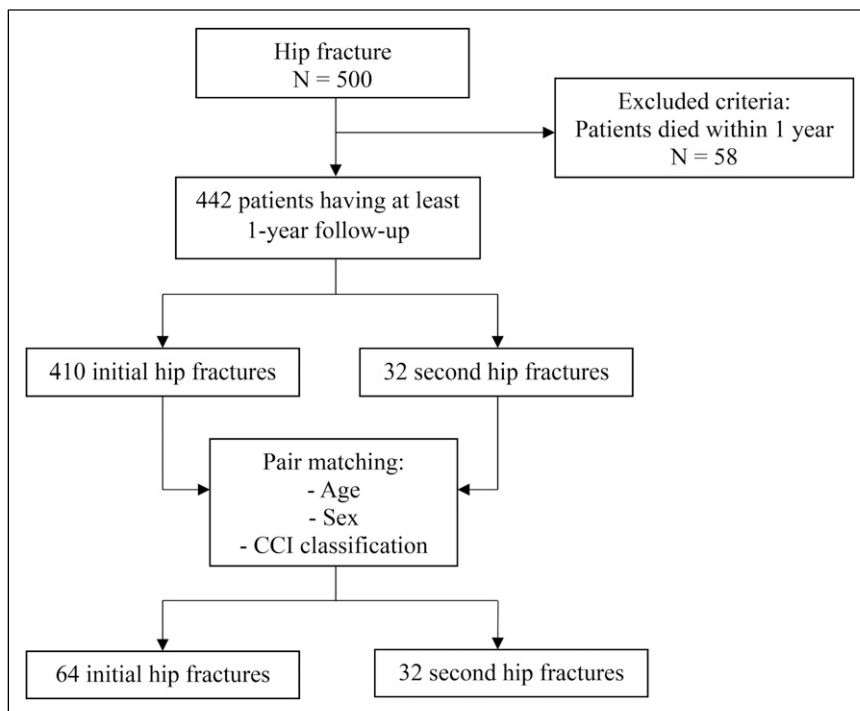 Hip fracture
N = 500
Excluded criteria:
Patients died within 1 year
N = 58
442 patients having at least
1-year follow-up
410 initial hip fractures
32 second hip fractures
Pair matching:
- Age
- Sex
- CCI classification
64 initial hip fractures
32 second hip fractures